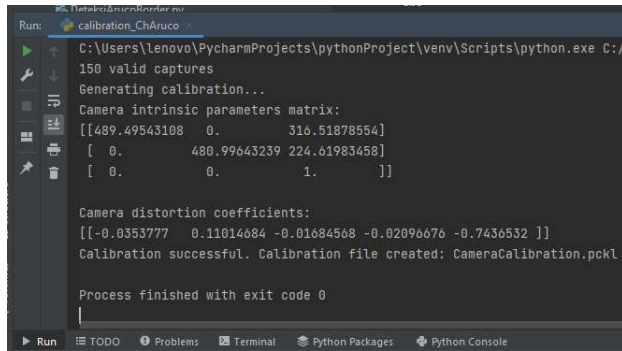 DeteksiArucoBorder.py
Run: calibration_ChAruco ×
C:\Users\lenovo\PycharmProjects\pythonProject\venv\Scripts\python.exe C:/
150 valid captures
Generating calibration...
Camera intrinsic parameters matrix:
[[489.49543108 0. 316.51878554]
[ 0. 480.99643239 224.61983458]
[ 0. 0. 1. ]]
Camera distortion coefficients:
[[-0.0353777 0.11014684 -0.01684568 -0.02096676 -0.7436532 ]]
Calibration successful. Calibration file created: CameraCalibration.pckl
Process finished with exit code 0
Run TODO Problems Terminal Python Packages Python Console